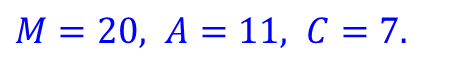 M = 20, A = 11, C = 7.